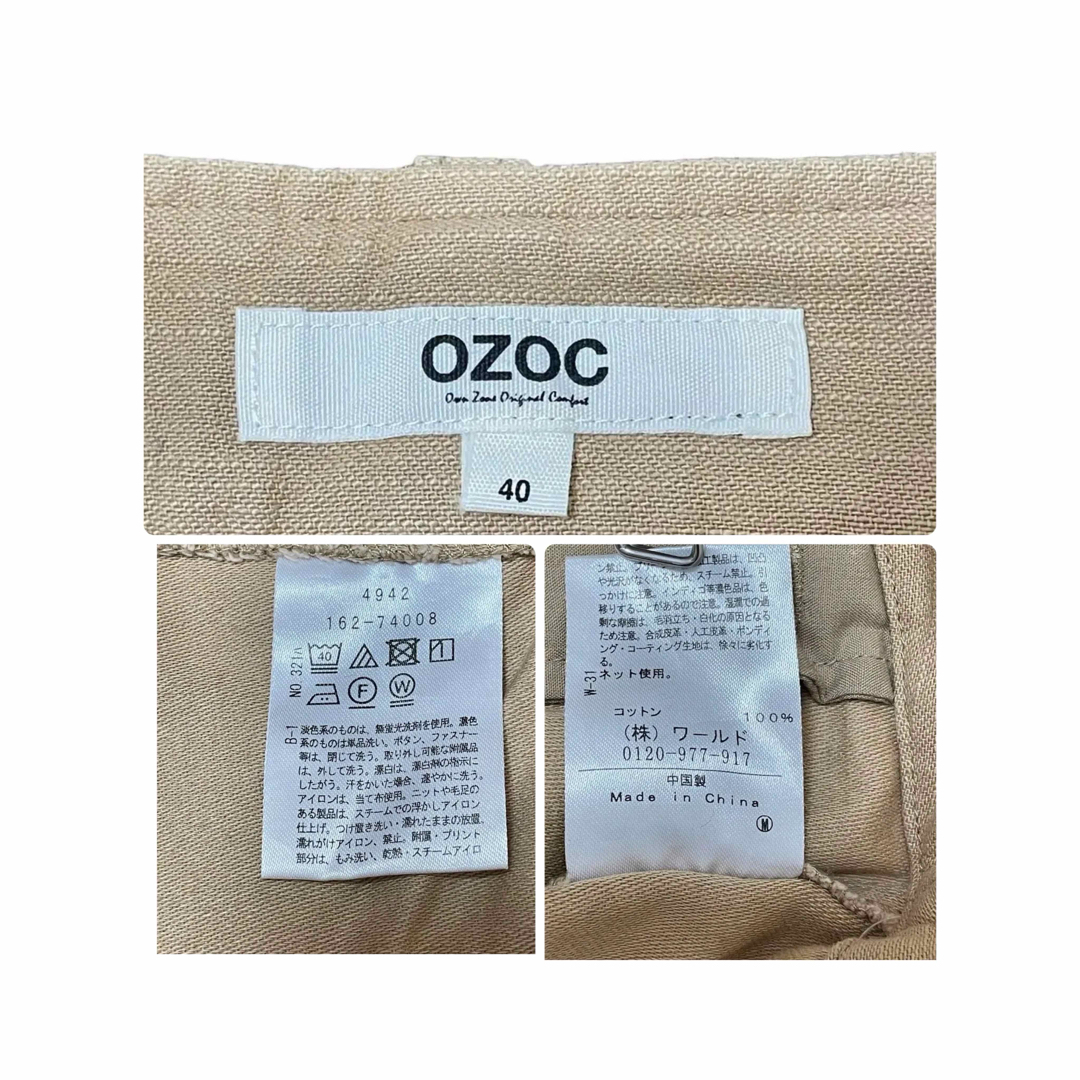 OZOC
Own Zone Original Comfort
40
4942
162-74008
NO.321
40
F
W
B-1
淡色系のものは、無蛍光洗剤を使用。濃色
系のものは単品洗い。ボタン、ファスナー
等は、閉じて洗う。取り外し可能な附属品
は、外して洗う。漂白は、漂白剤の指示に
したがう。汗をかいた場合、速やかに洗う。
アイロンは、当て布使用。ニットや毛足の
ある製品は、スチームでの浮かしアイロン
仕上げ。つけ置き洗い・濡れたままの放置、
濡れがけアイロン、禁止。附属・プリント
部分は、もみ洗い、乾熱・スチームアイロ
ン禁止。
工製品は、凹凸
や光沢がなくなるため、スチーム禁止。引
っかけに注意。インディゴ等濃色品は、色
移りすることがあるので注意。湿潤での過
剰な摩擦は、毛羽立ち・白化の原因となる
ため注意。合成皮革・人工皮革・ボンディ
ング・コーティング生地は、徐々に劣化す
る。
W-31
ネット使用。
コットン 100%
(株)ワールド
0120-977-917
中国製
Made in China
M